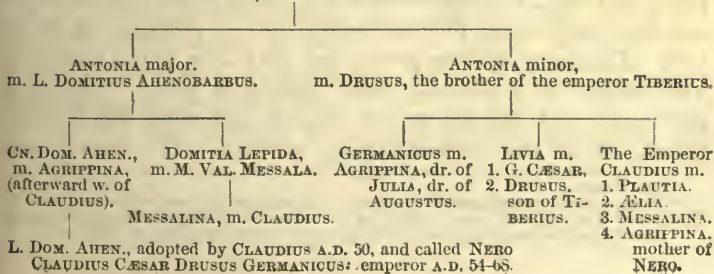 ANTONIA major.
m. L. DOMITIUS AHENOBARBUS.
ANTONIA minor,
m. DRUSUS, the brother of the emperor TIBERIUS.
CN. DOM. AHEN.,
m. AGRIPPINA,
(afterward w. of
CLAUDIUS).
DOMITIA LEPIDA,
m. M. VAL. MESSALA.
MESSALINA, m. CLAUDIUS.
GERMANICUS m.
AGRIPPINA, dr. of
JULIA, dr. of
AUGUSTUS.
LIVIA m.
1. G. CÆSAR,
2. DRUSUS.
son of TI-
BERIUS.
The Emperor
CLAUDIUS m.
1. PLAUTIA.
2. ÆLIA.
3. MESSALINA.
4. AGRIPPINA.
mother of
NERO.
L. DOM. AHEN., adopted by CLAUDIUS A.D. 50, and called NERO
CLAUDIUS CÆSAR DRUSUS GERMANICUS: emperor A.D. 54-68.